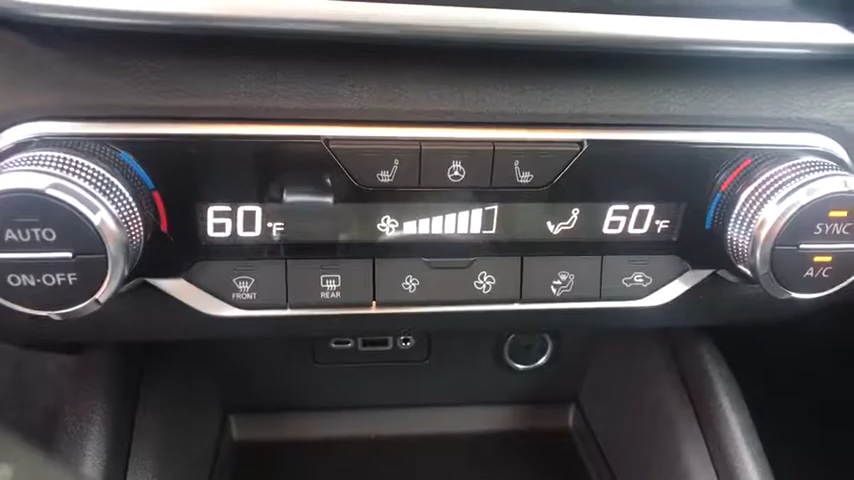 60°F 60°F
AUTO
ON•OFF
SYNC
A/C
FRONT REAR